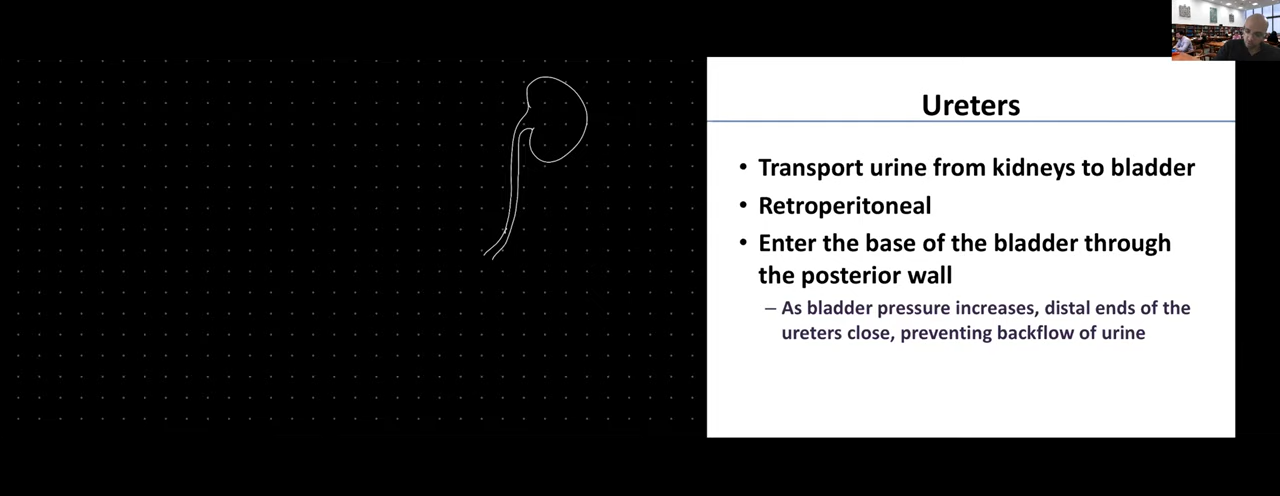 Ureters
• Transport urine from kidneys to bladder
• Retroperitoneal
• Enter the base of the bladder through
the posterior wall
– As bladder pressure increases, distal ends of the
ureters close, preventing backflow of urine